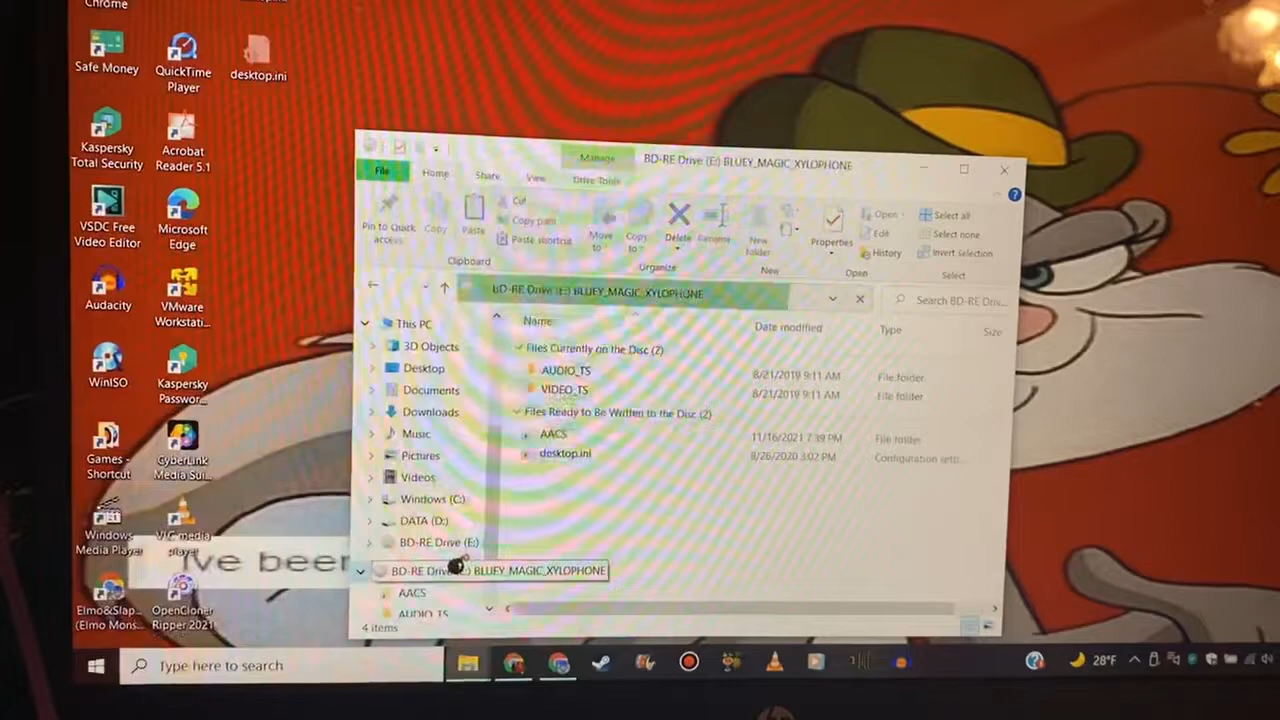 Chrome
Safe Money
QuickTime
Player
desktop.ini
Kaspersky
Total Security
Acrobat
Reader 5.1
VSDC Free
Video Editor
Microsoft
Edge
Audacity
VMware
Workstati...
WinISO
Kaspersky
Passwor...
Games -
Shortcut
CyberLink
Media Sui...
Windows
Media Player
VLC media
player
Elmo&Slap...
(Elmo Mons...
OpenCloner
Ripper 2021
I've been
Manage
BD-RE Drive (E:) BLUEY_MAGIC_XYLOPHONE
File
Home
Share
View
Drive Tools
Pin to Quick
access
Copy
Paste
Cut
Copy path
Paste shortcut
Clipboard
Move
to
Copy
to
Delete
Rename
Organize
New
folder
New
Properties
Open
Edit
History
Open
Select all
Select none
Invert selection
Select
BD-RE Drive (E:) BLUEY_MAGIC_XYLOPHONE
Search BD-RE Driv...
Name
Date modified
Type
Size
This PC
3D Objects
Desktop
Documents
Downloads
Music
Pictures
Videos
Windows (C:)
DATA (D:)
BD-RE Drive (E:)
BD-RE Drive (E:) BLUEY_MAGIC_XYLOPHONE
AACS
AUDIO_TS
Files Currently on the Disc (2)
AUDIO_TS 8/21/2019 9:11 AM File folder
VIDEO_TS 8/21/2019 9:11 AM File folder
Files Ready to Be Written to the Disc (2)
AACS 11/16/2021 7:39 PM File folder
desktop.ini 8/26/2020 3:02 PM Configuration setti...
4 items
Type here to search
28°F